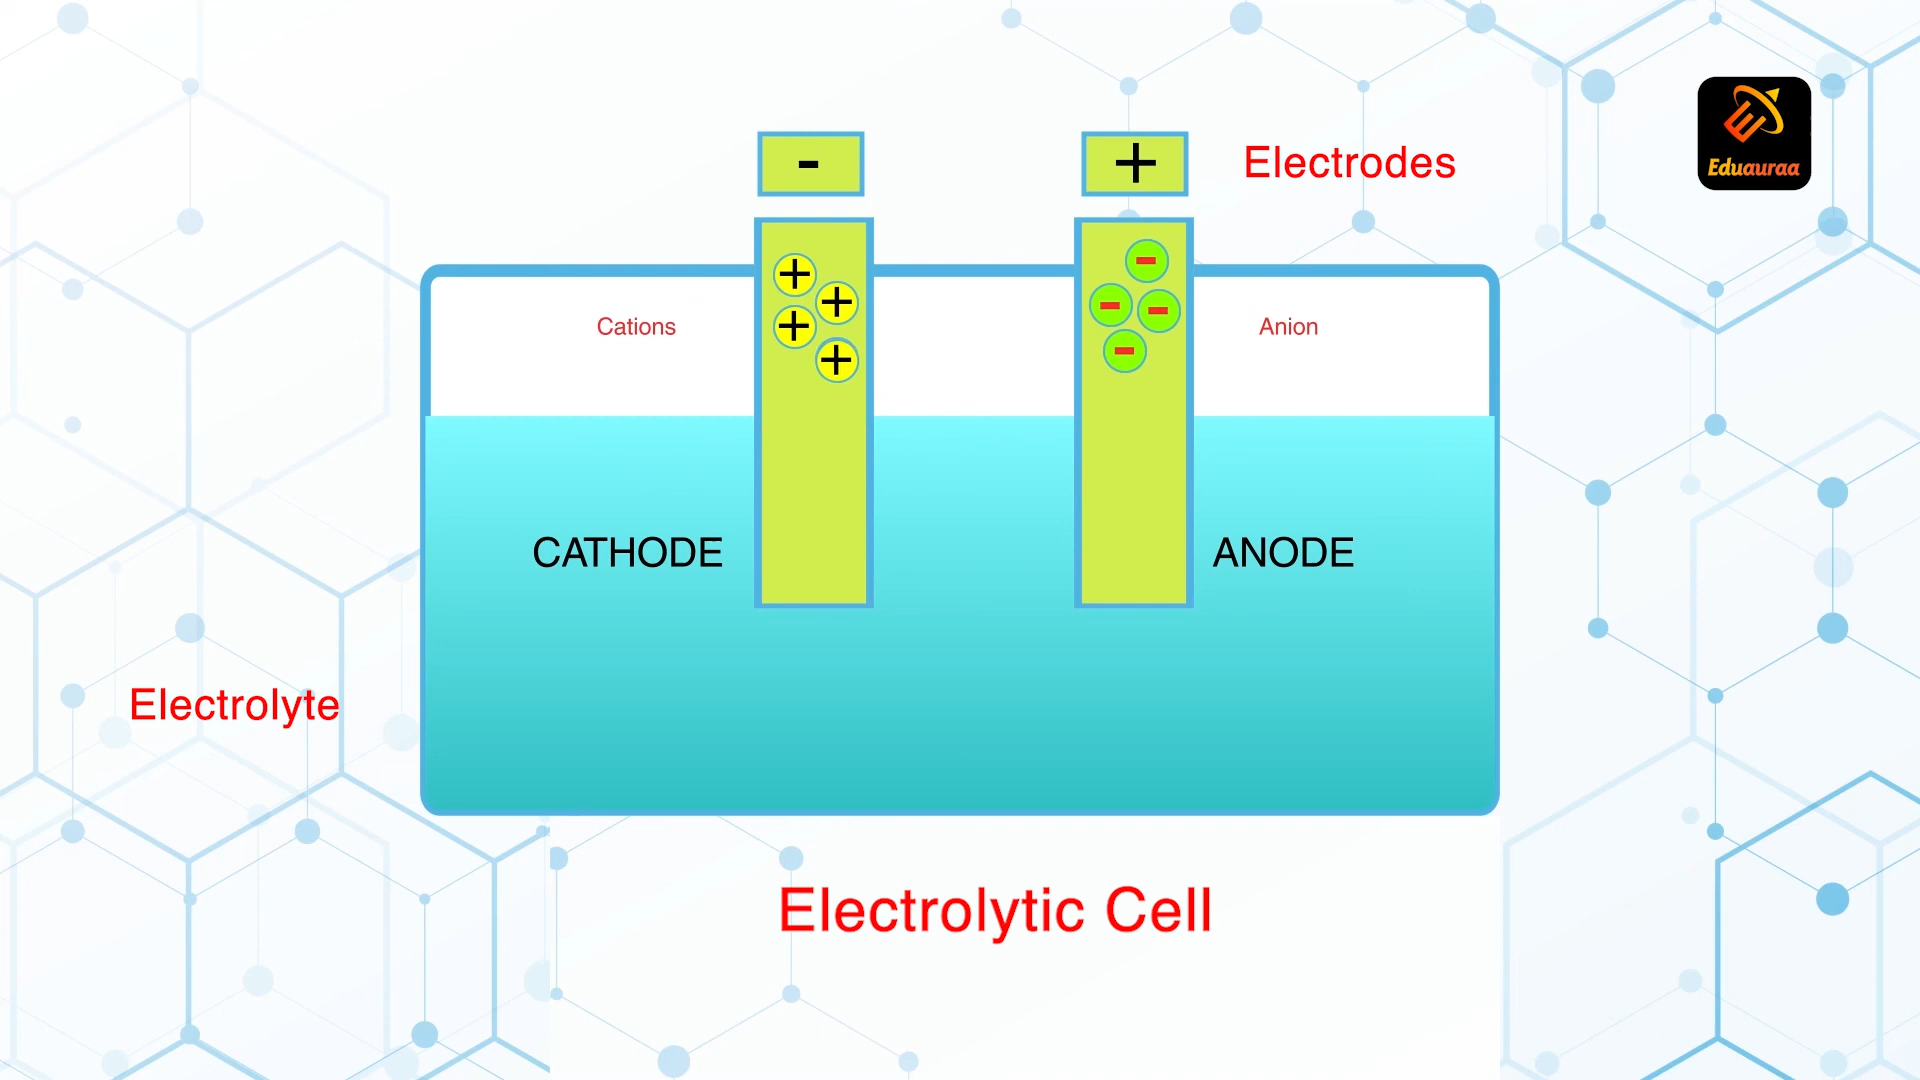 -
+
Electrodes
Eduauraa
+
+
+
+
-
-
-
-
Cations
Anion
CATHODE
ANODE
Electrolyte
Electrolytic Cell